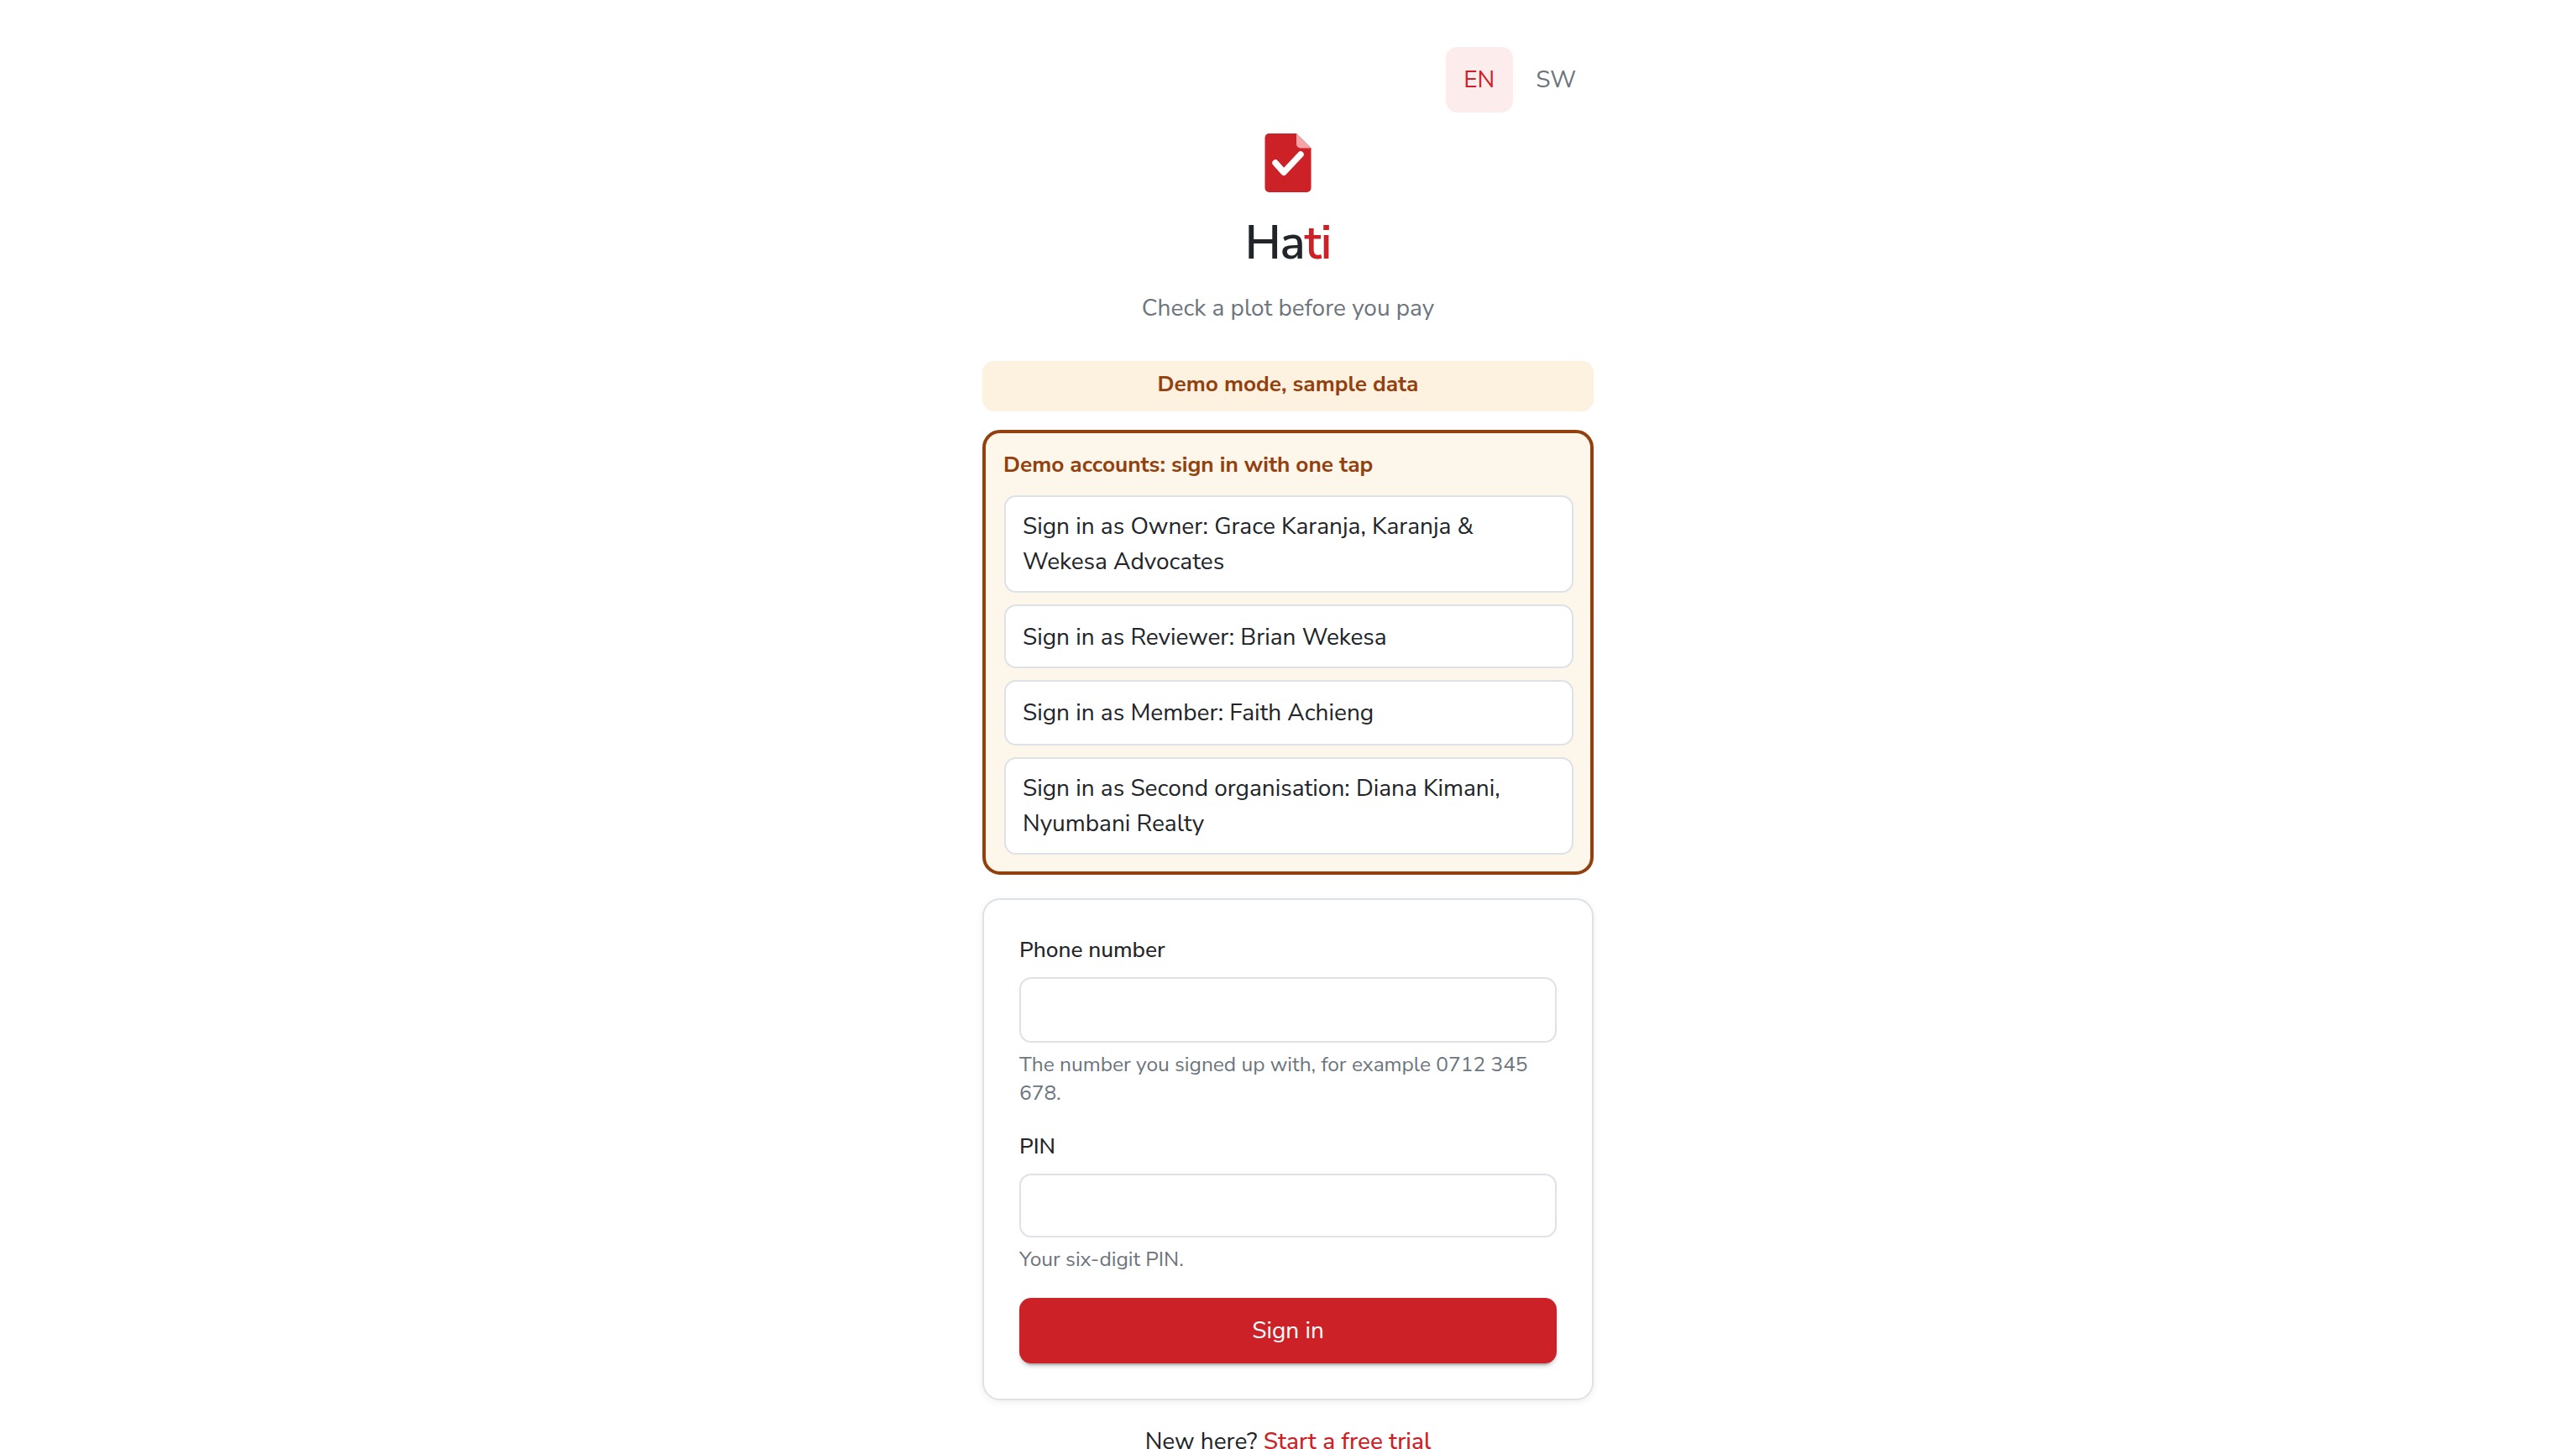 EN SW
Hati
Check a plot before you pay
Demo mode, sample data
Demo accounts: sign in with one tap
Sign in as Owner: Grace Karanja, Karanja &
Wekesa Advocates
Sign in as Reviewer: Brian Wekesa
Sign in as Member: Faith Achieng
Sign in as Second organisation: Diana Kimani,
Nyumbani Realty
Phone number
The number you signed up with, for example 0712 345
678.
PIN
Your six-digit PIN.
Sign in
New here? Start a free trial